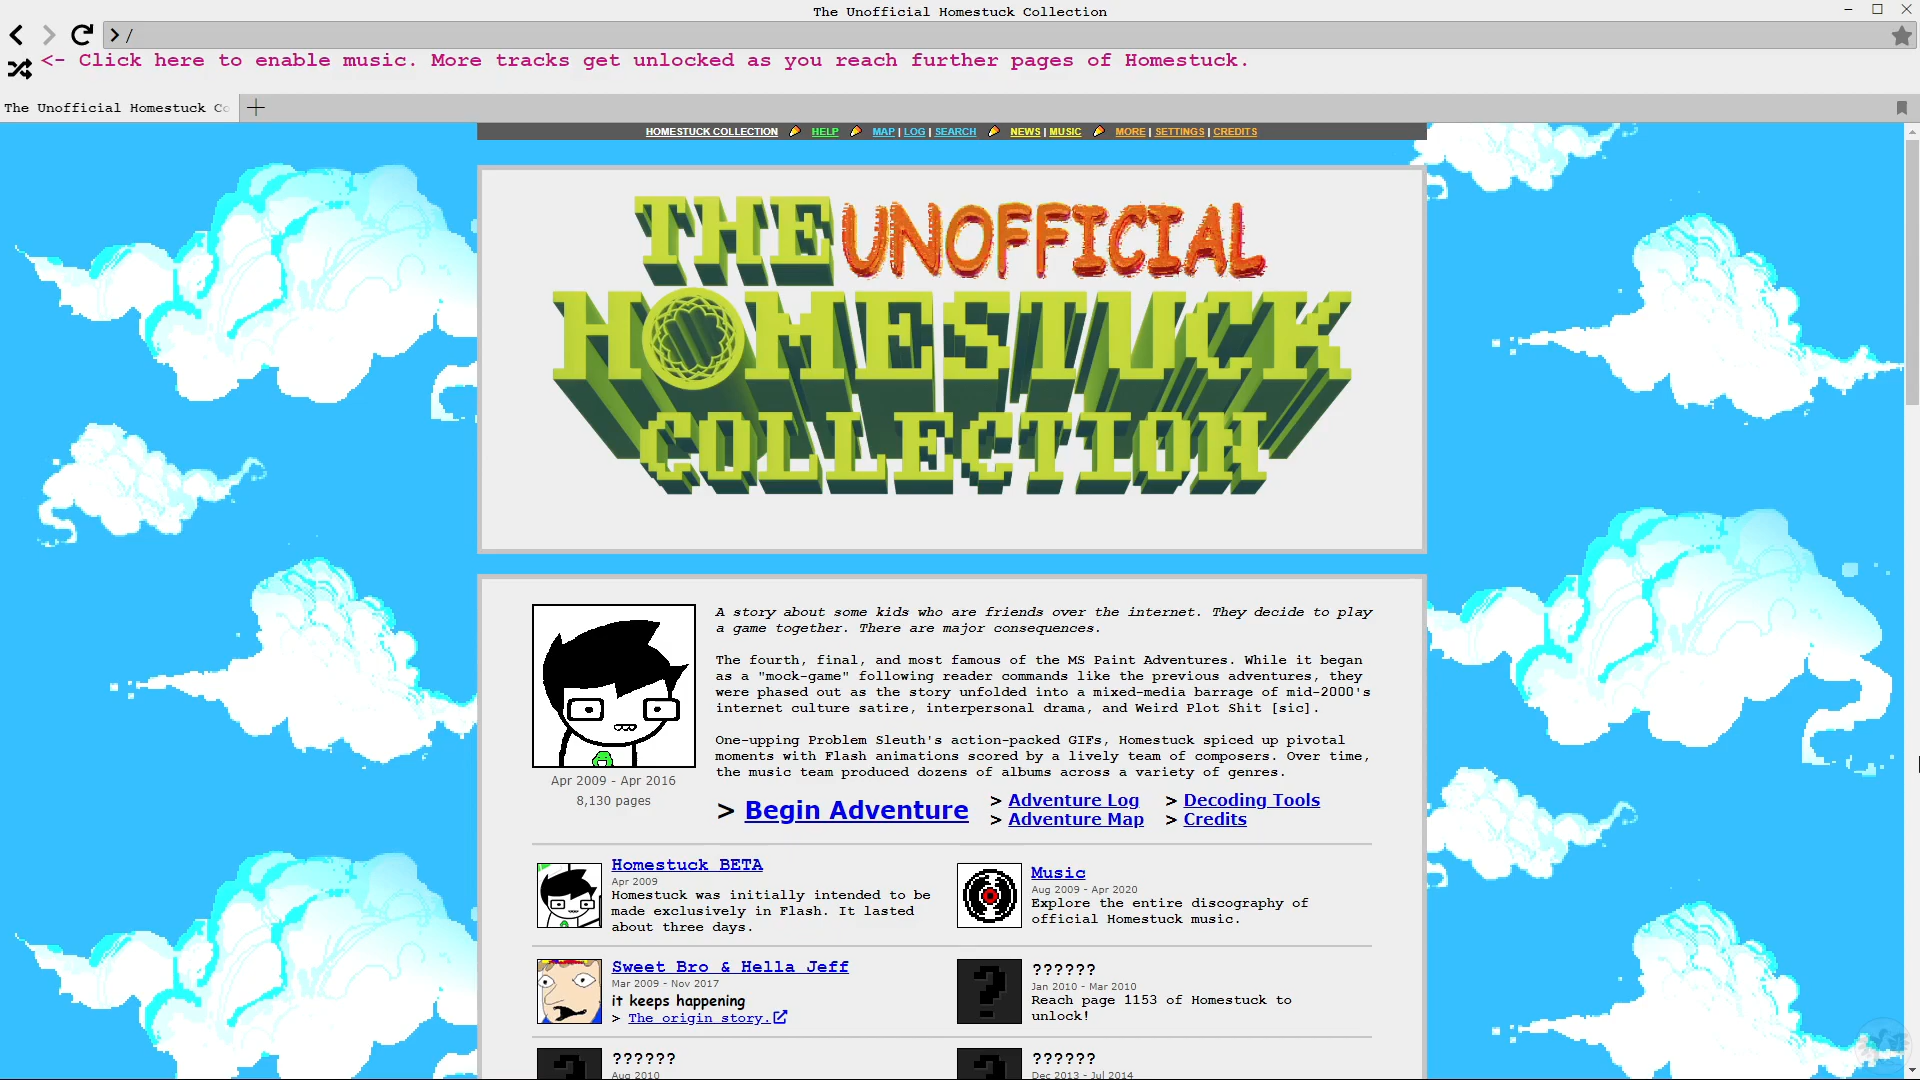 The Unofficial Homestuck Collection
/
<- Click here to enable music. More tracks get unlocked as you reach further pages of Homestuck.
The Unofficial Homestuck Co
HOMESTUCK COLLECTION HELP MAP | LOG | SEARCH NEWS | MUSIC MORE | SETTINGS | CREDITS
THE UNOFFICIAL
HOMESTUCK
COLLECTION
A story about some kids who are friends over the internet. They decide to play
a game together. There are major consequences.
The fourth, final, and most famous of the MS Paint Adventures. While it began
as a "mock-game" following reader commands like the previous adventures, they
were phased out as the story unfolded into a mixed-media barrage of mid-2000's
internet culture satire, interpersonal drama, and Weird Plot Shit [sic].
One-upping Problem Sleuth's action-packed GIFs, Homestuck spiced up pivotal
moments with Flash animations scored by a lively team of composers. Over time,
the music team produced dozens of albums across a variety of genres.
Apr 2009 - Apr 2016
8,130 pages
> Begin Adventure
> Adventure Log
> Adventure Map
> Decoding Tools
> Credits
Homestuck BETA
Apr 2009
Homestuck was initially intended to be
made exclusively in Flash. It lasted
about three days.
Music
Aug 2009 - Apr 2020
Explore the entire discography of
official Homestuck music.
Sweet Bro & Hella Jeff
Mar 2009 - Nov 2017
it keeps happening
> The origin story.
??????
Jan 2010 - Mar 2010
Reach page 1153 of Homestuck to
unlock!
??????
Aug 2010
??????
Dec 2013 - Jul 2014